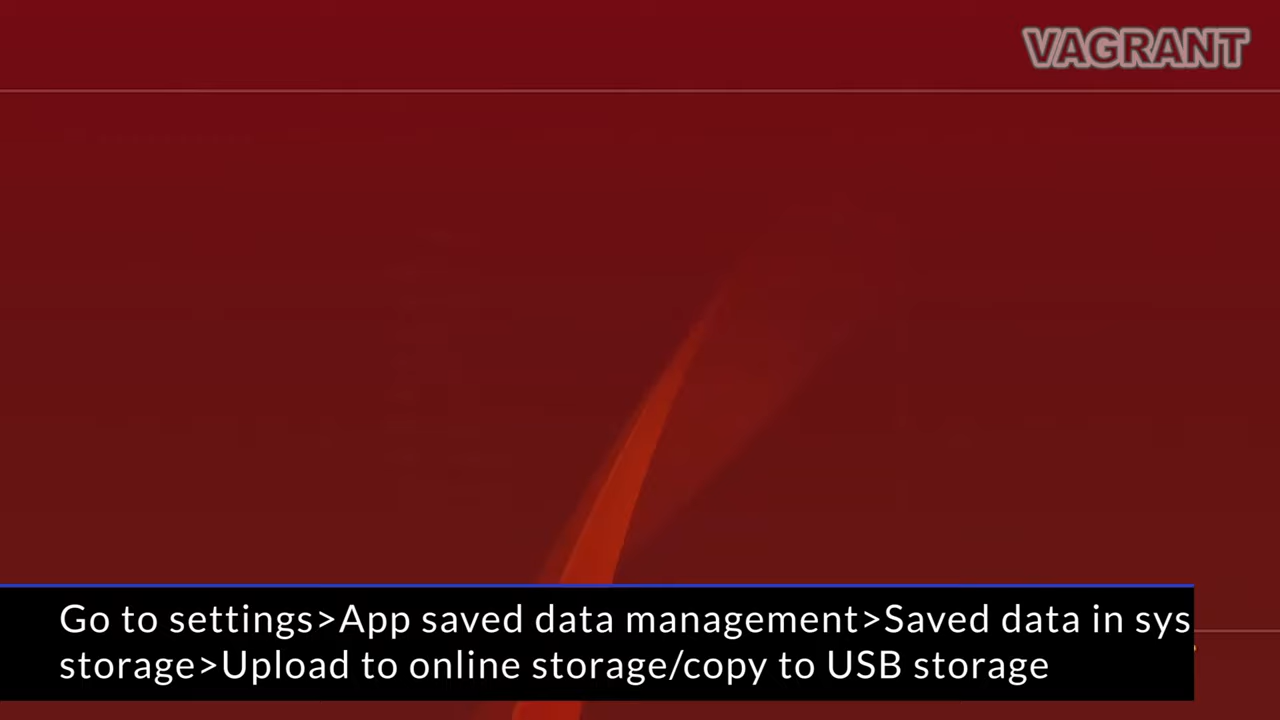 VAGRANT
Go to settings>App saved data management>Saved data in sys
storage>Upload to online storage/copy to USB storage